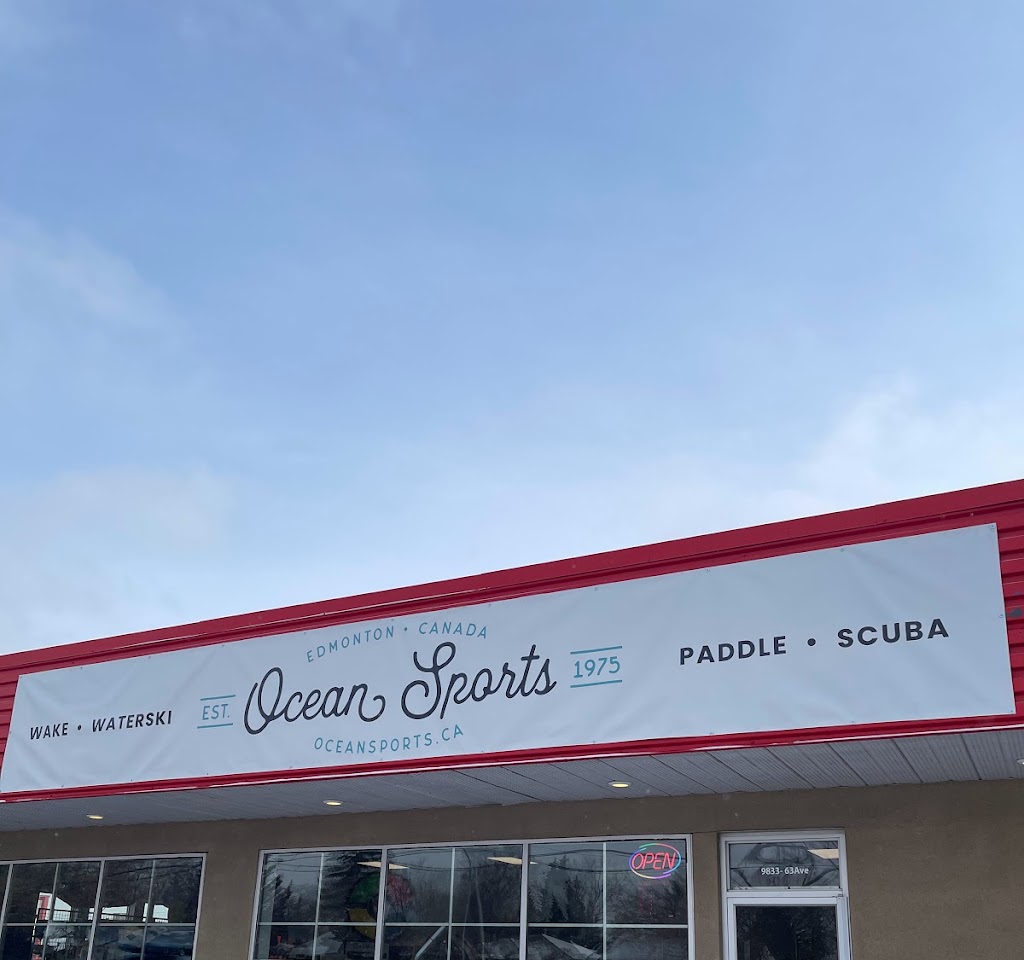 EDMONTON • CANADA
WAKE • WATERSKI
EST.
Ocean Sports
1975
PADDLE • SCUBA
OCEANSPORTS.CA
OPEN
9833-63Ave